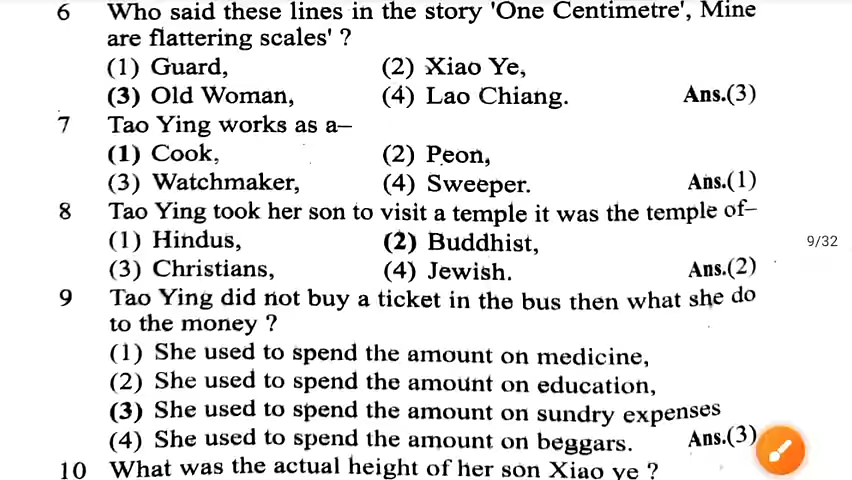 6 Who said these lines in the story 'One Centimetre', Mine
are flattering scales' ?
(1) Guard, (2) Xiao Ye,
(3) Old Woman, (4) Lao Chiang. Ans.(3)
7 Tao Ying works as a–
(1) Cook, (2) Peon,
(3) Watchmaker, (4) Sweeper. Ans.(1)
8 Tao Ying took her son to visit a temple it was the temple of–
(1) Hindus, (2) Buddhist,
9/32
(3) Christians, (4) Jewish. Ans.(2)
9 Tao Ying did not buy a ticket in the bus then what she do
to the money ?
(1) She used to spend the amount on medicine,
(2) She used to spend the amount on education,
(3) She used to spend the amount on sundry expenses
(4) She used to spend the amount on beggars. Ans.(3)
10 What was the actual height of her son Xiao ye ?